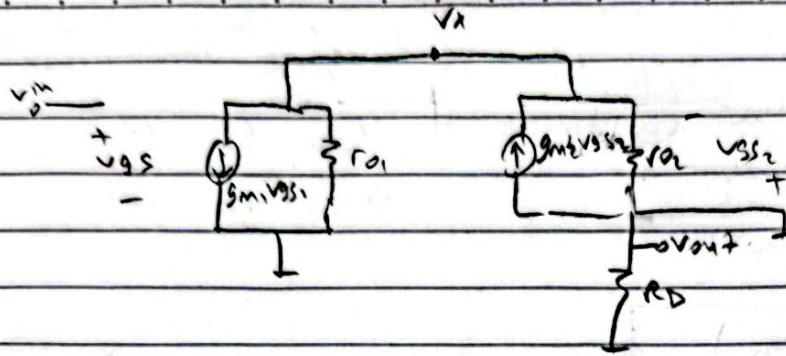 Vx
vin
+
vgs
-
gm1vgs1
ro1
gm2vgs2
ro2
-
vgs2
+
vout
RD